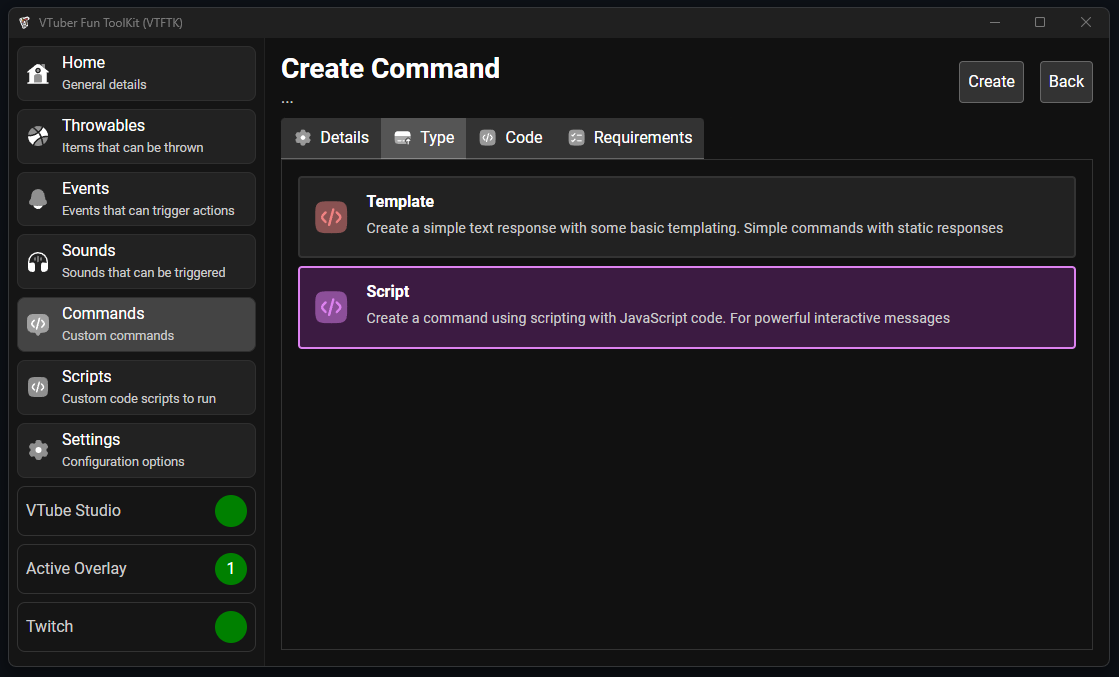 VTuber Fun ToolKit (VTFTK)
Home
General details
Throwables
Items that can be thrown
Events
Events that can trigger actions
Sounds
Sounds that can be triggered
Commands
Custom commands
Scripts
Custom code scripts to run
Settings
Configuration options
VTube Studio
Active Overlay 1
Twitch
Create Command
...
Create Back
Details Type Code Requirements
Template
Create a simple text response with some basic templating. Simple commands with static responses
Script
Create a command using scripting with JavaScript code. For powerful interactive messages